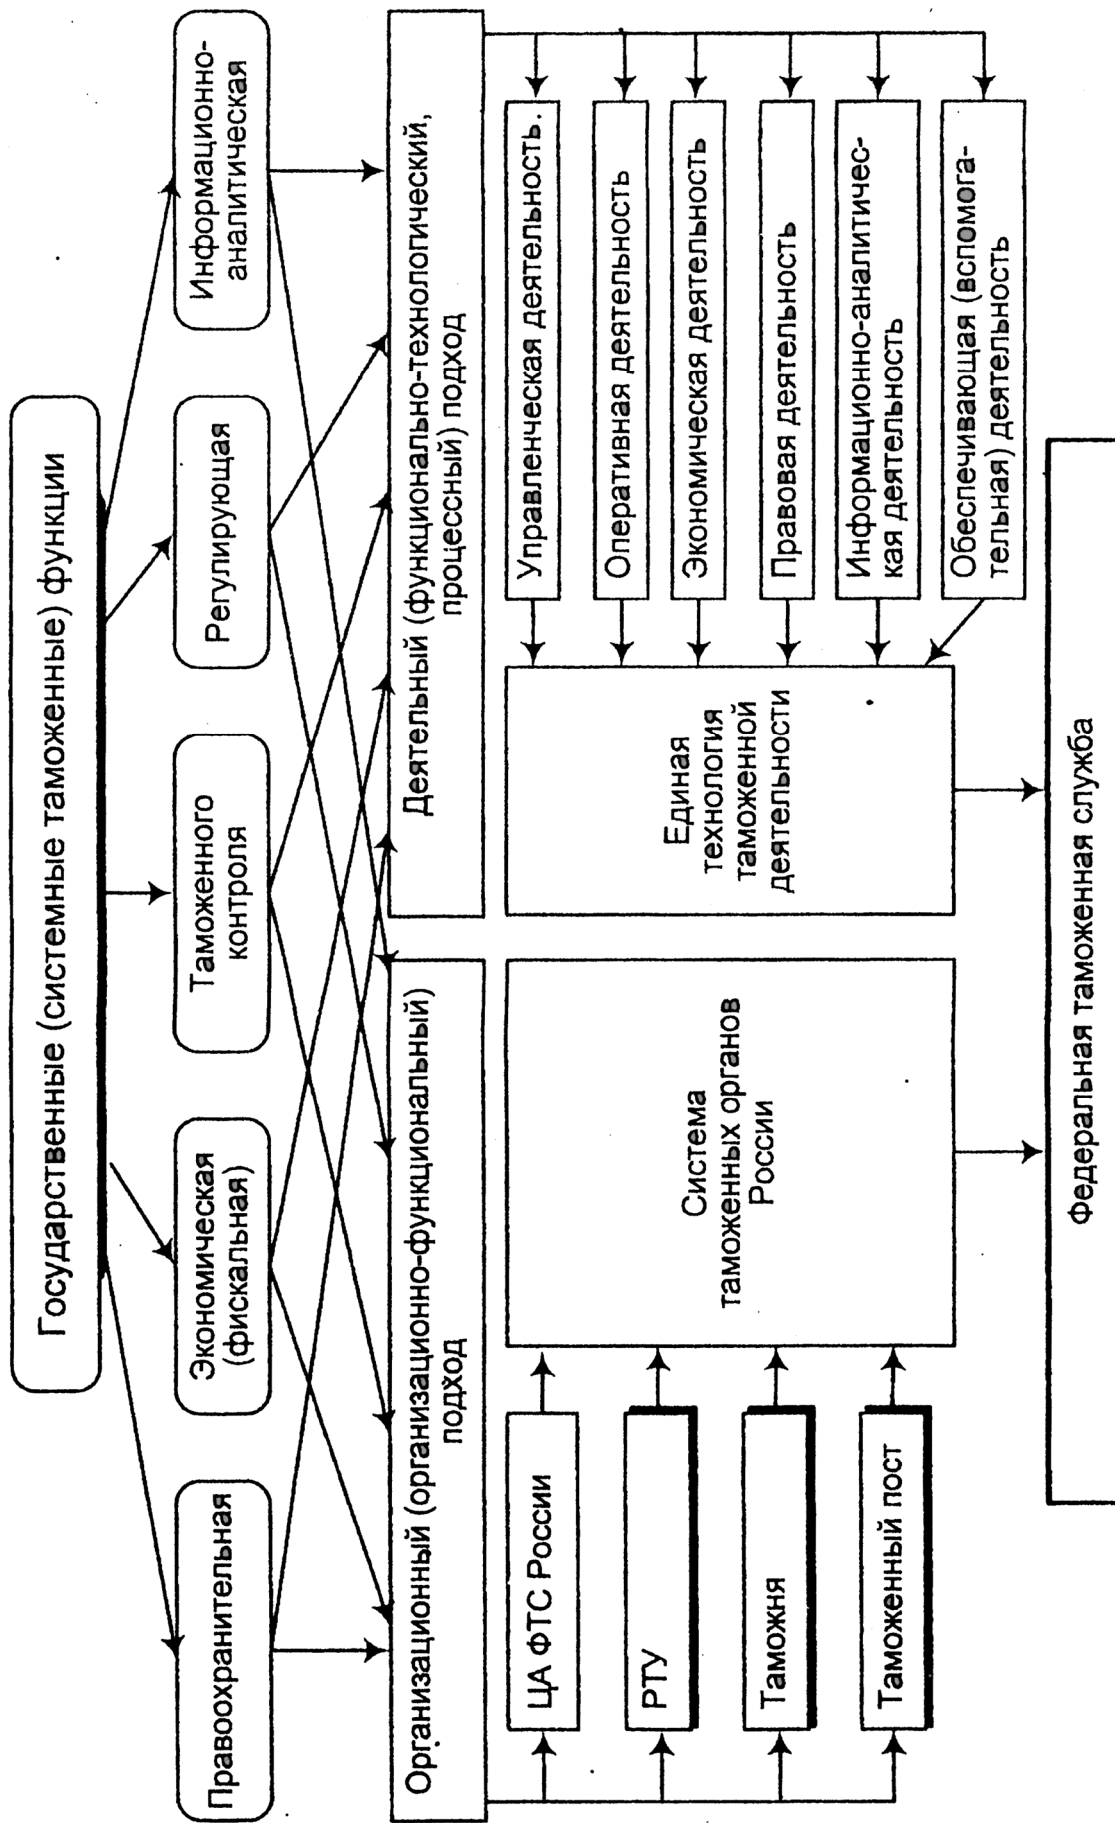 Государственные (системные таможенные) функции
Правоохранительная
Экономическая
(фискальная)
Таможенного
контроля
Регулирующая
Информационно-
аналитическая
Организационный (организационно-функциональный)
подход
Деятельный (функционально-технологический,
процессный) подход
ЦА ФТС России
РТУ
Таможня
Таможенный пост
Система
таможенных органов
России
Единая
технология
таможенной
деятельности
Управленческая деятельность.
Оперативная деятельность
Экономическая деятельность
Правовая деятельность
Информационно-аналитичес-
кая деятельность
Обеспечивающая (вспомога-
тельная) деятельность
Федеральная таможенная служба